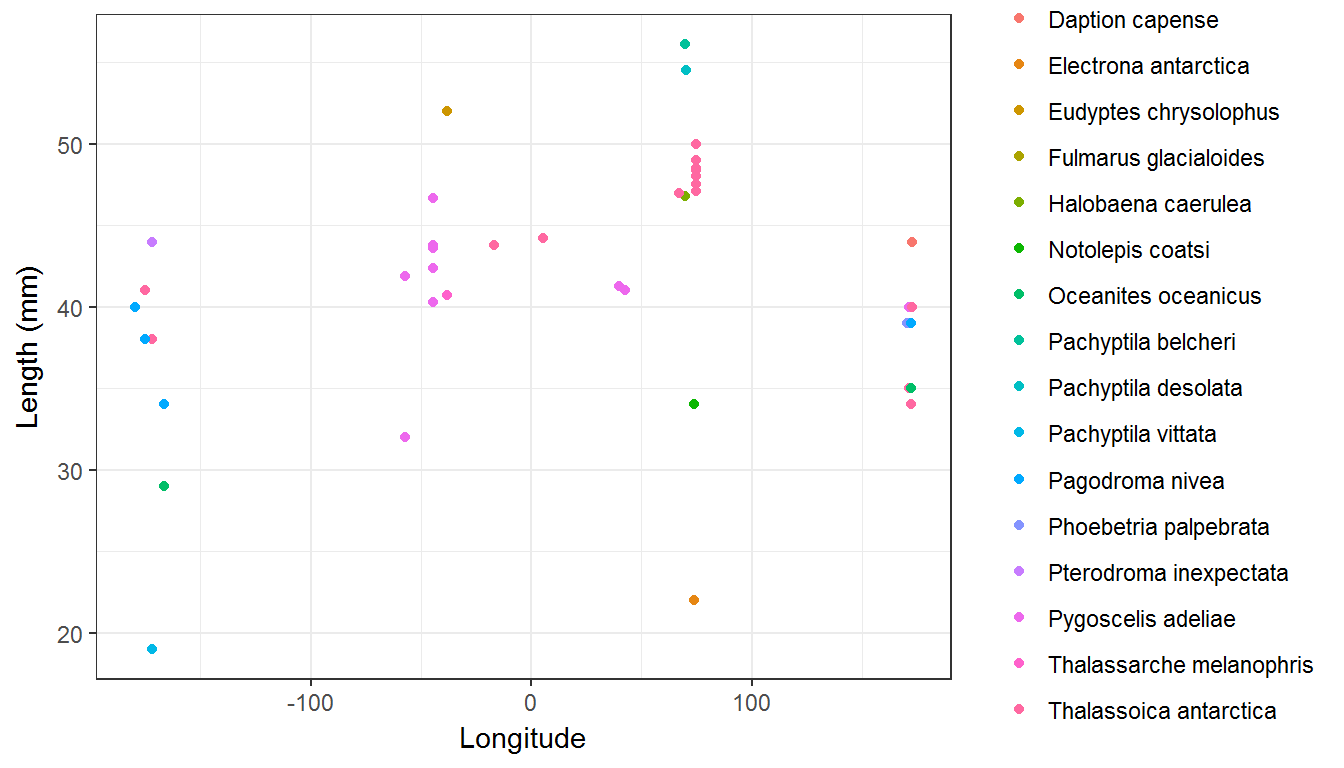 Length (mm)
50
40
30
20
-100
0
100
Longitude
Daption capense
Electrona antarctica
Eudyptes chrysolophus
Fulmarus glacialoides
Halobaena caerulea
Notolepis coatsi
Oceanites oceanicus
Pachyptila belcheri
Pachyptila desolata
Pachyptila vittata
Pagodroma nivea
Phoebetria palpebrata
Pterodroma inexpectata
Pygoscelis adeliae
Thalassarche melanophris
Thalassoica antarctica